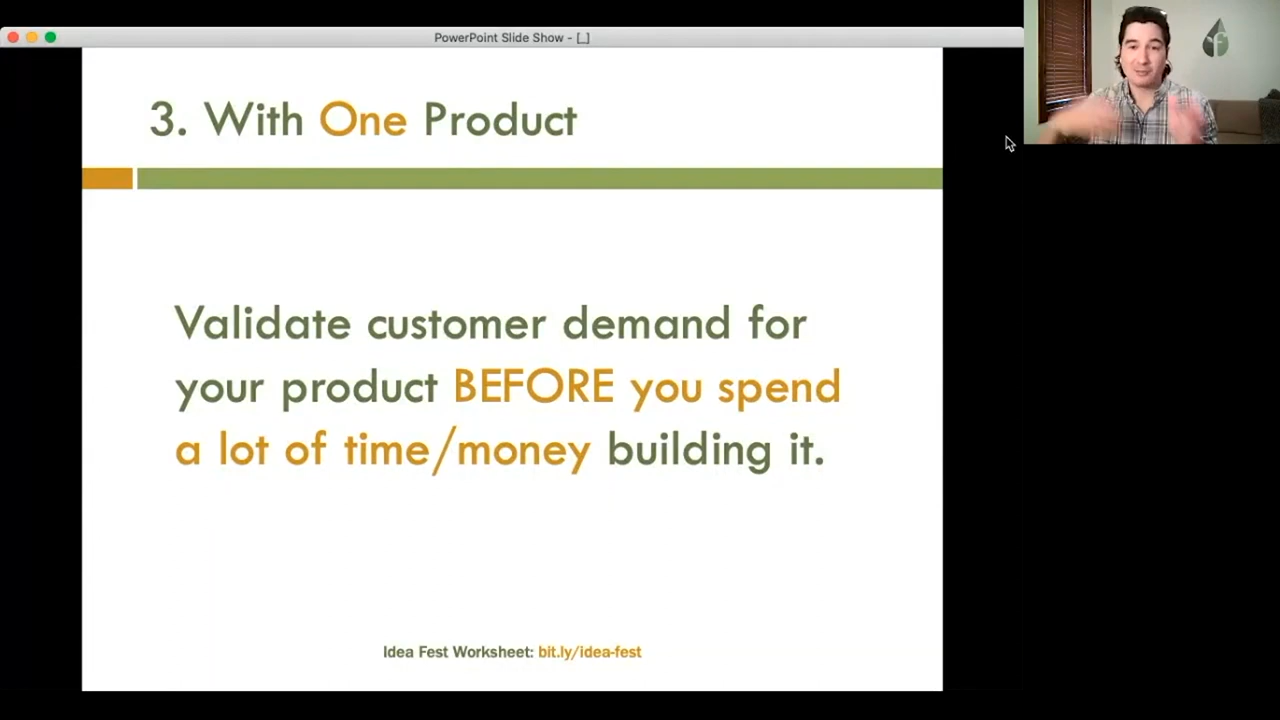 PowerPoint Slide Show - [_]
3. With One Product
Validate customer demand for
your product BEFORE you spend
a lot of time/money building it.
Idea Fest Worksheet: bit.ly/idea-fest
f